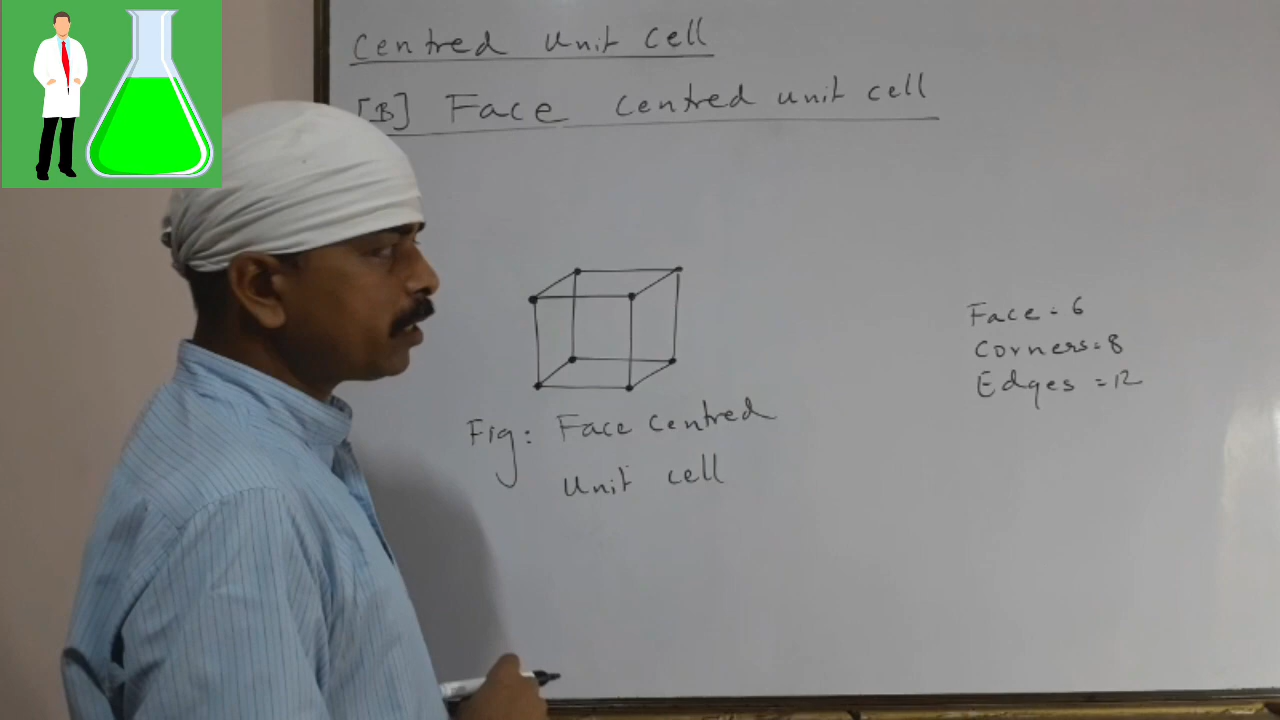 Centred Unit Cell
[B] Face Centred unit cell
Face = 6
Corners = 8
Edges = 12
Fig: Face Centred
Unit cell